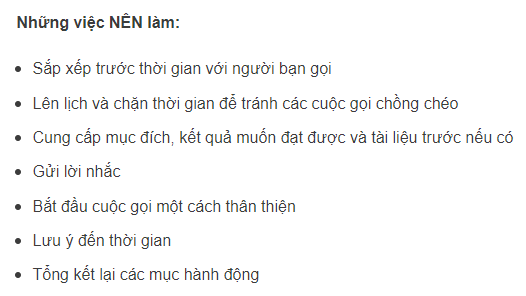 Những việc NÊN làm:
Sắp xếp trước thời gian với người bạn gọi
Lên lịch và chặn thời gian để tránh các cuộc gọi chồng chéo
Cung cấp mục đích, kết quả muốn đạt được và tài liệu trước nếu có
Gửi lời nhắc
Bắt đầu cuộc gọi một cách thân thiện
Lưu ý đến thời gian
Tổng kết lại các mục hành động